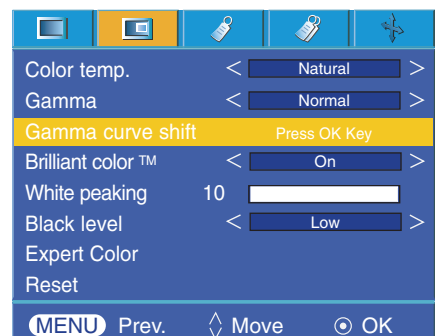 Color temp. < Natural >
Gamma < Normal >
Gamma curve shift Press OK Key
Brilliant color ™ < On >
White peaking 10
Black level < Low >
Expert Color
Reset
MENU Prev. Move OK